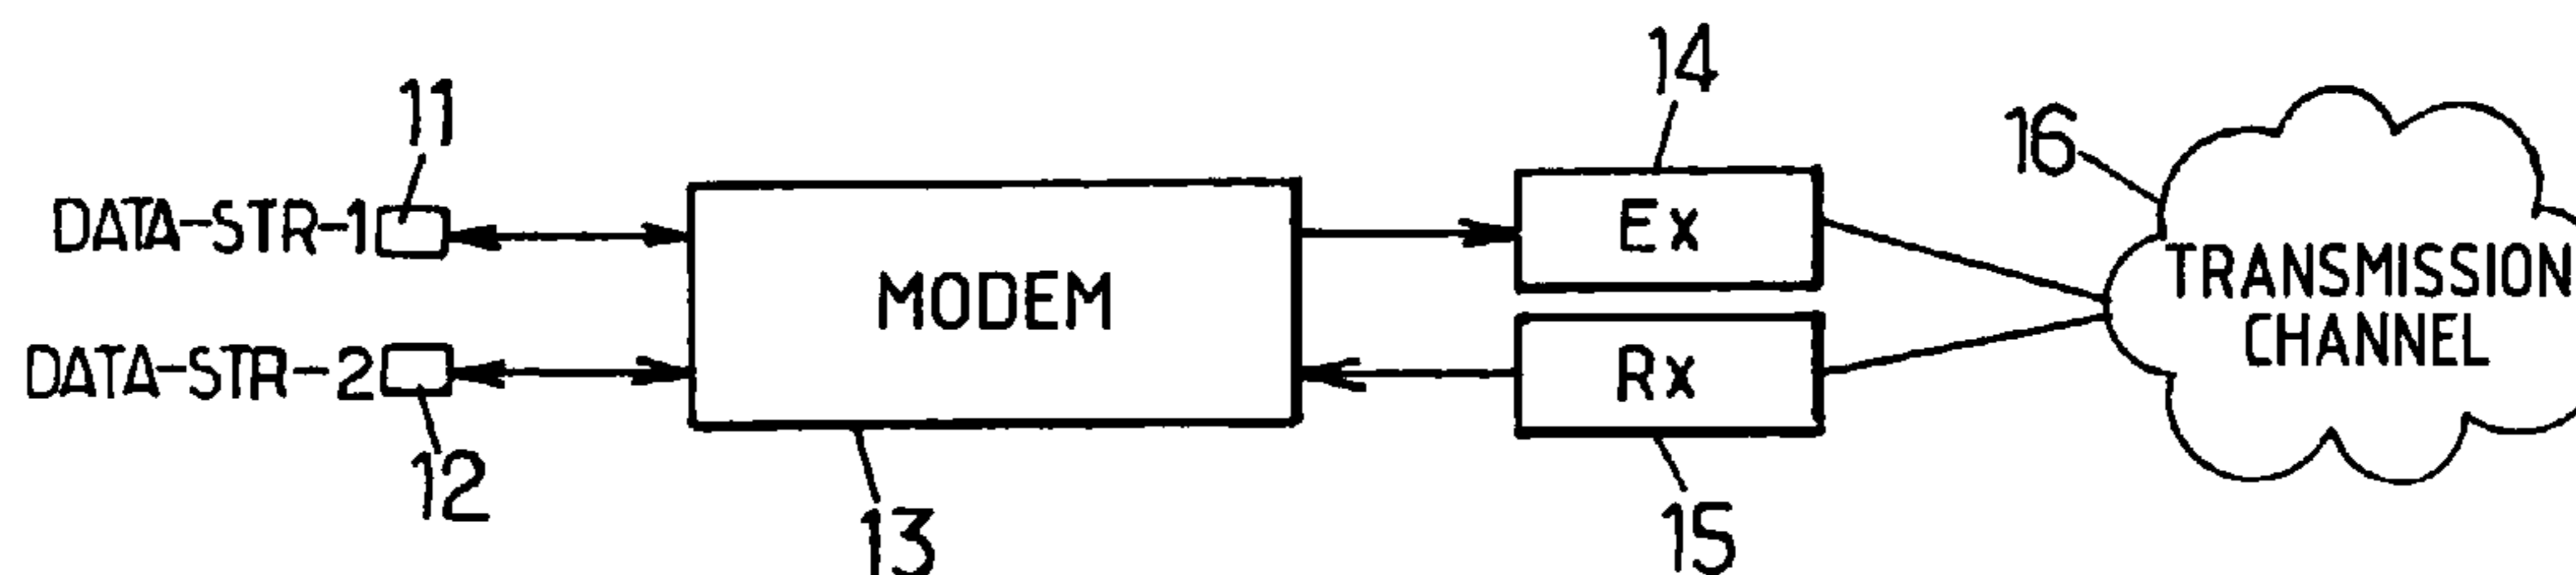 14
11
16
DATA-STR-1
Ex
MODEM
TRANSMISSION
CHANNEL
DATA-STR-2
Rx
12
13
15